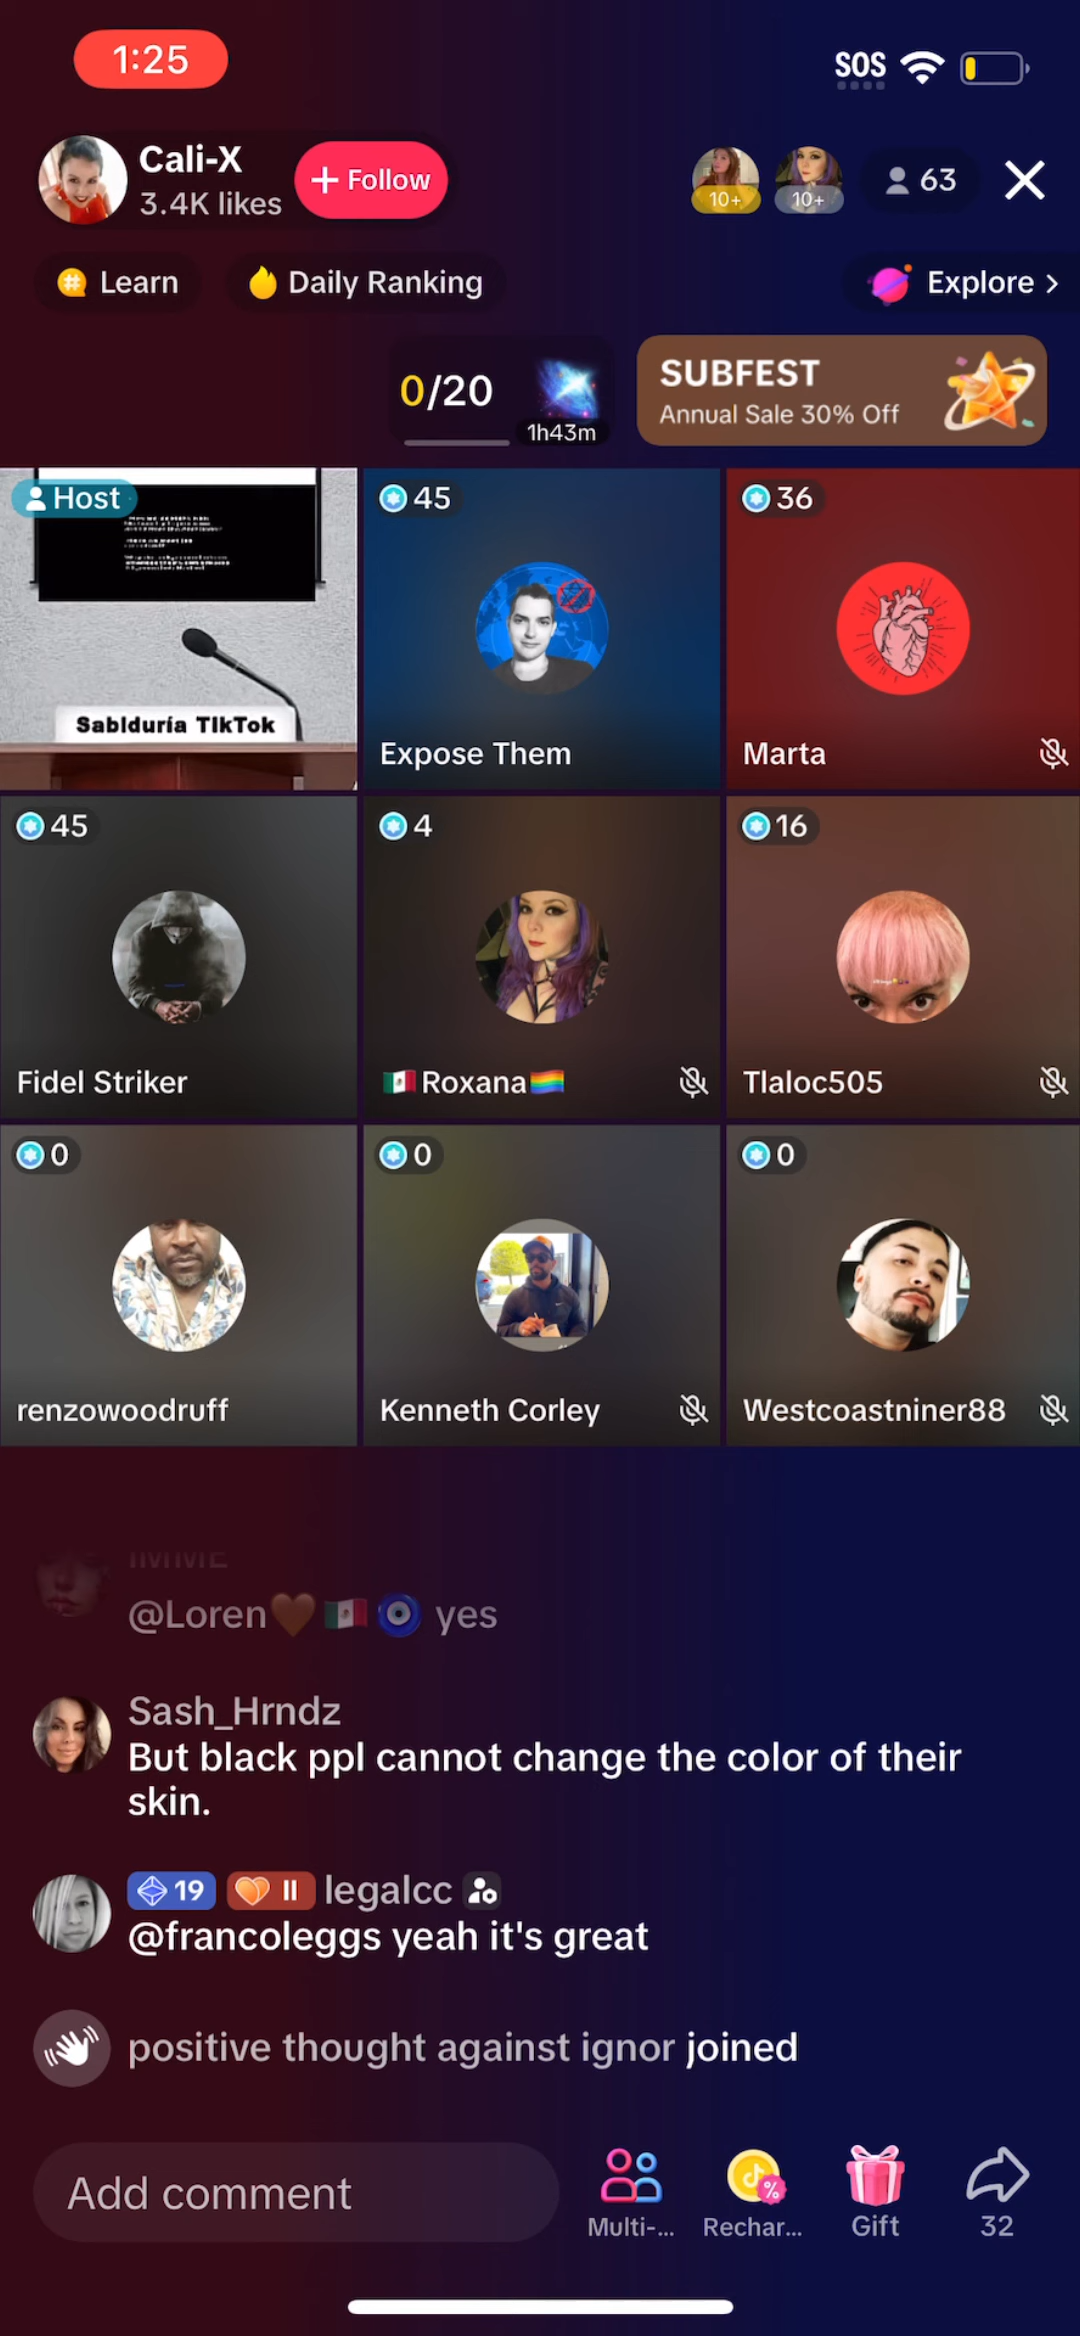 1:25
SOS
Cali-X
3.4K likes
+ Follow
10+
10+
63
Learn
Daily Ranking
Explore >
0/20
1h43m
SUBFEST
Annual Sale 30% Off
Host
Sabiduría TikTok
45
Expose Them
36
Marta
45
Fidel Striker
4
🇲🇽Roxana🏳️‍🌈
16
Tlaloc505
0
renzowoodruff
0
Kenneth Corley
0
Westcoastniner88
@Loren🤎🇲🇽🧿 yes
Sash_Hrndz
But black ppl cannot change the color of their
skin.
19 II legalcc
@francoleggs yeah it's great
positive thought against ignor joined
Add comment
Multi-...
Rechar...
Gift
32